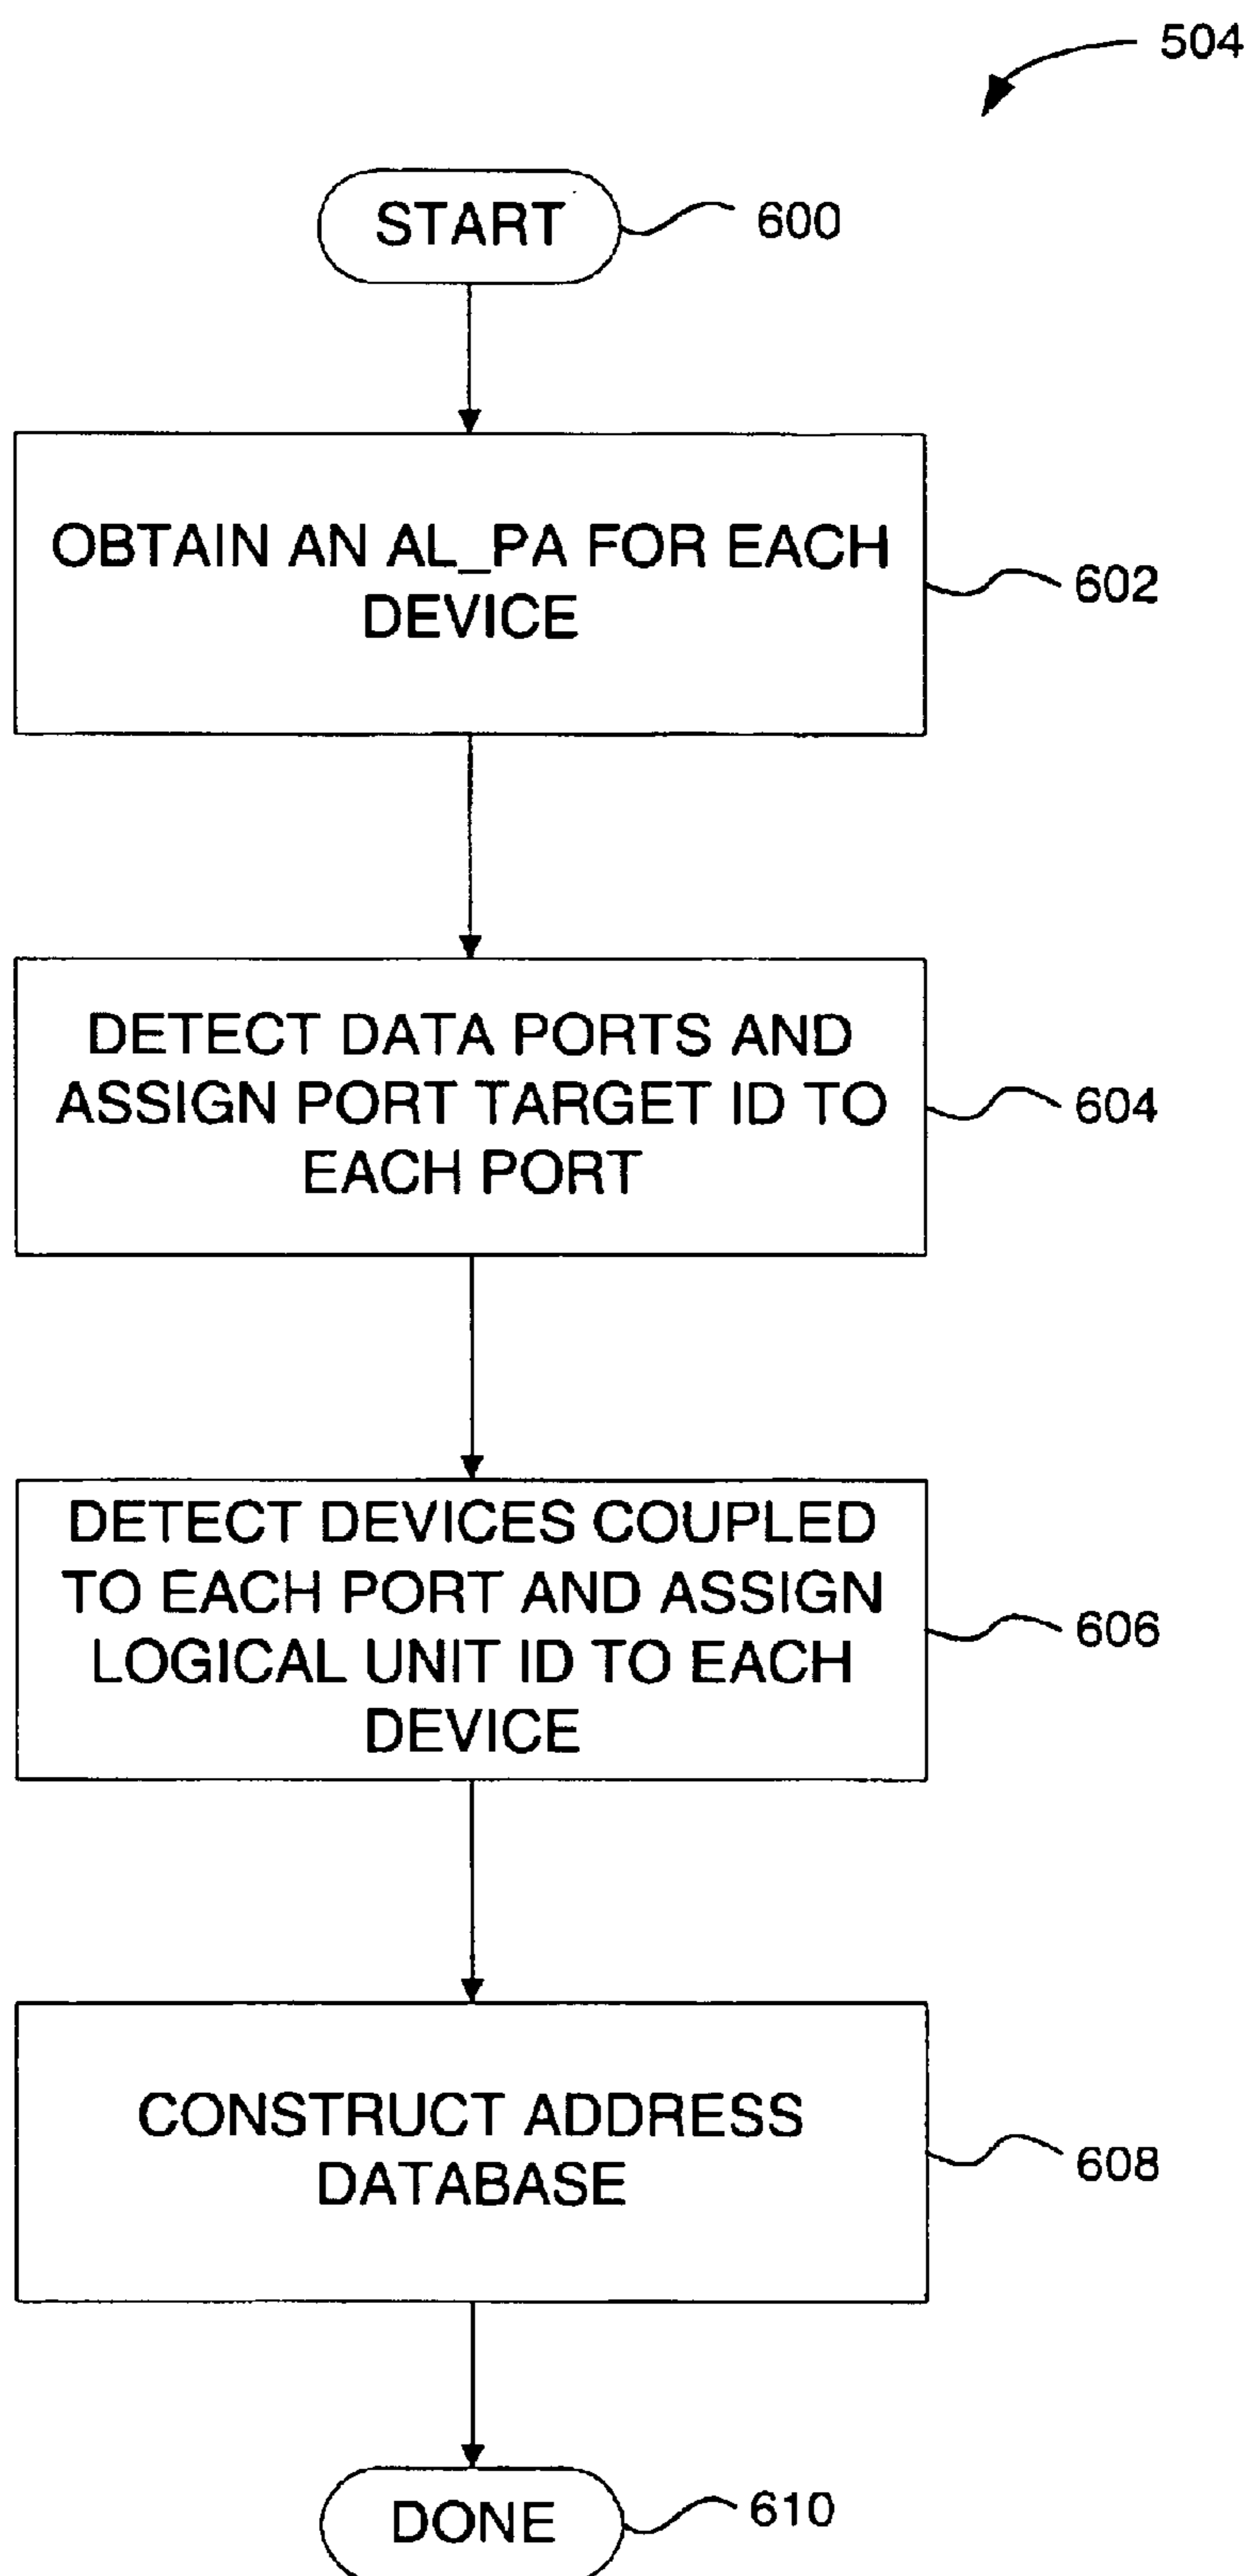 504
START
600
OBTAIN AN AL_PA FOR EACH
DEVICE
602
DETECT DATA PORTS AND
ASSIGN PORT TARGET ID TO
EACH PORT
604
DETECT DEVICES COUPLED
TO EACH PORT AND ASSIGN
LOGICAL UNIT ID TO EACH
DEVICE
606
CONSTRUCT ADDRESS
DATABASE
608
DONE
610